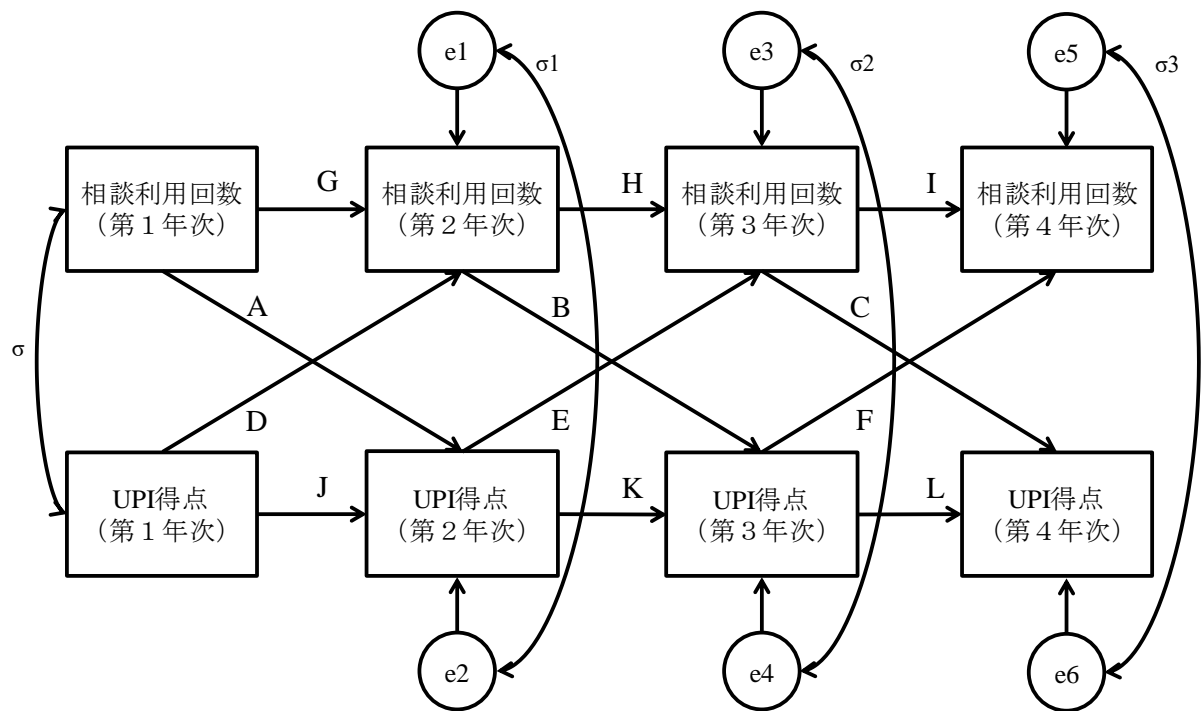 e1
σ1
e3
σ2
e5
σ3
相談利用回数
（第１年次）
G
相談利用回数
（第２年次）
H
相談利用回数
（第３年次）
I
相談利用回数
（第４年次）
A
B
C
σ
D
E
F
UPI得点
（第１年次）
J
UPI得点
（第２年次）
K
UPI得点
（第３年次）
L
UPI得点
（第４年次）
e2
e4
e6